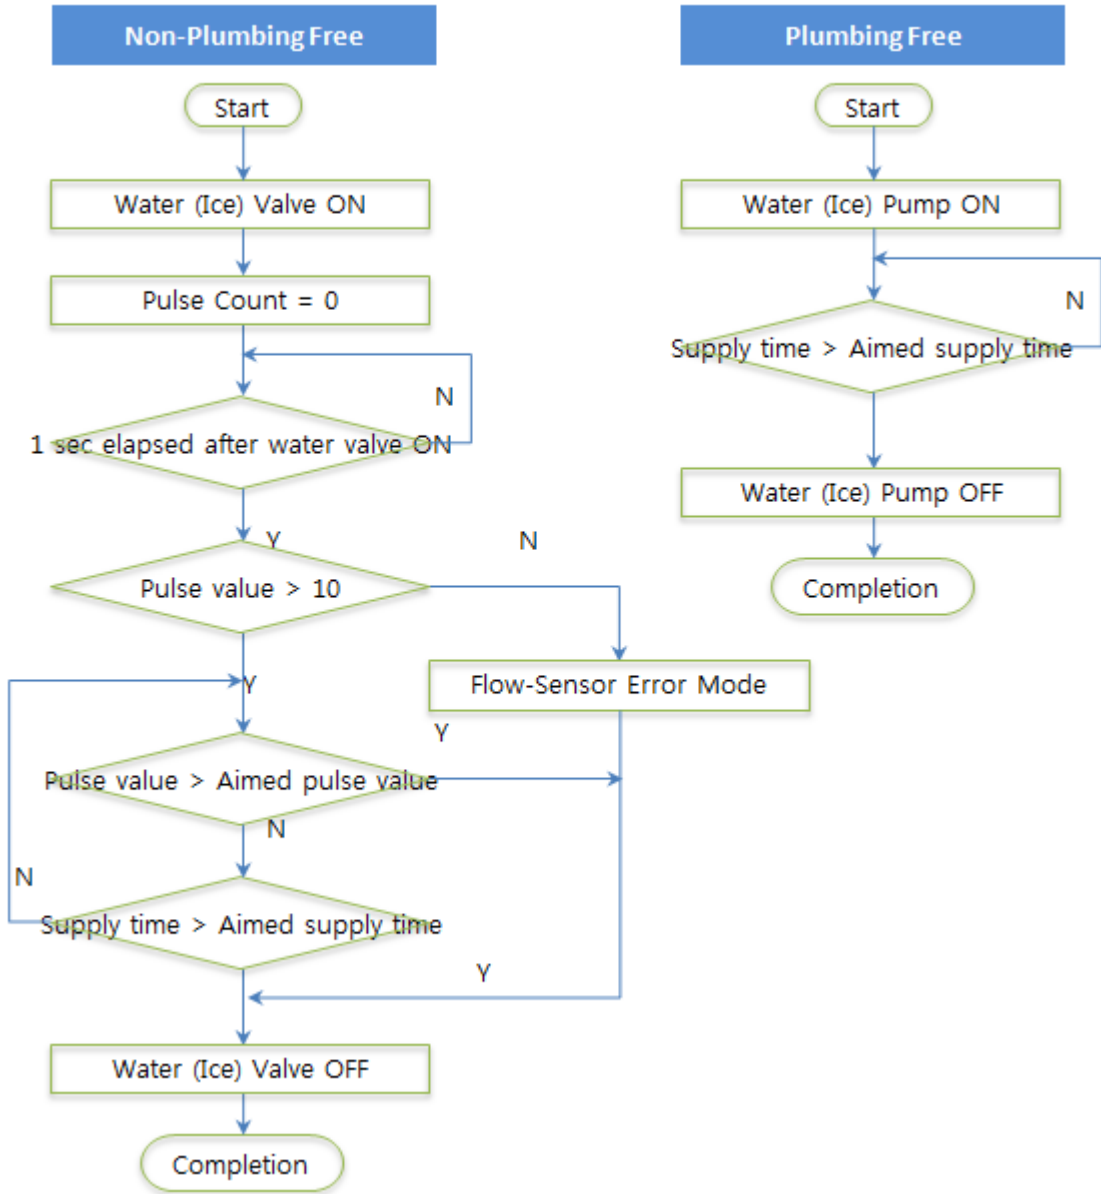 Non-Plumbing Free
Start
Water (Ice) Valve ON
Pulse Count = 0
N
1 sec elapsed after water valve ON
Y
N
Pulse value > 10
Y
Flow-Sensor Error Mode
Y
Pulse value > Aimed pulse value
N
N
Supply time > Aimed supply time
Y
Water (Ice) Valve OFF
Completion
Plumbing Free
Start
Water (Ice) Pump ON
N
Supply time > Aimed supply time
Water (Ice) Pump OFF
Completion